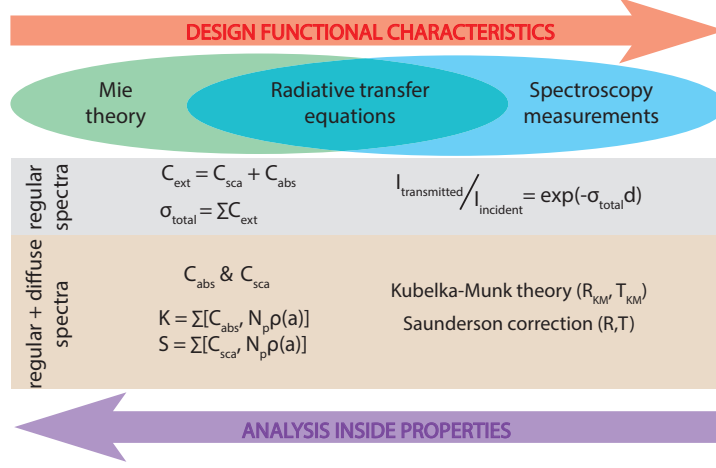 DESIGN FUNCTIONAL CHARACTERISTICS
Mie
theory
Radiative transfer
equations
Spectroscopy
measurements
regular
spectra
C_ext = C_sca + C_abs
σ_total = ΣC_ext
I_transmitted/I_incident = exp(-σ_total d)
regular + diffuse
spectra
C_abs & C_sca
K = Σ[C_abs, N_p ρ(a)]
S = Σ[C_sca, N_p ρ(a)]
Kubelka-Munk theory (R_KM, T_KM)
Saunderson correction (R,T)
ANALYSIS INSIDE PROPERTIES